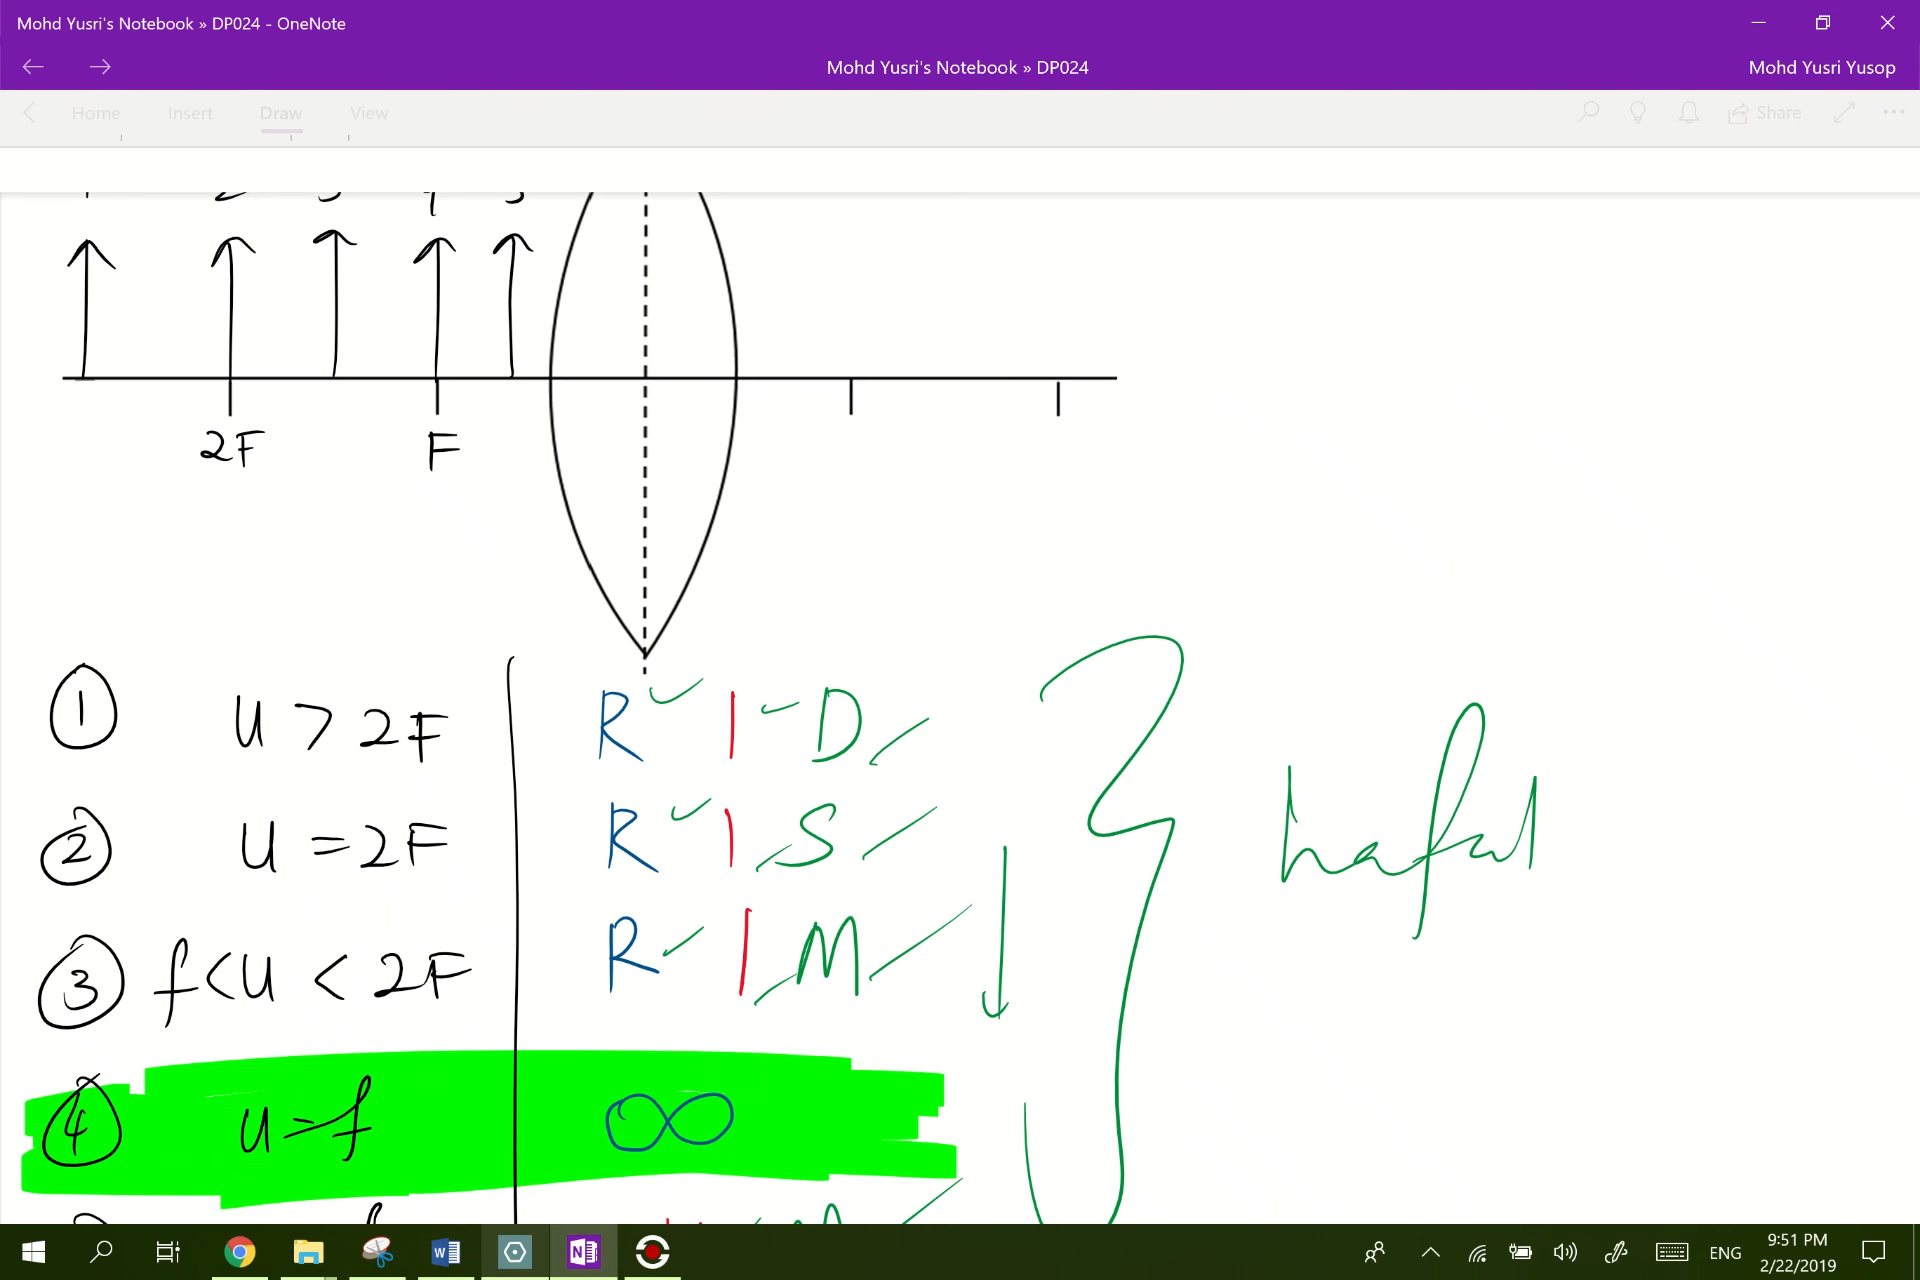 Mohd Yusri's Notebook » DP024 - OneNote
Mohd Yusri's Notebook » DP024
Mohd Yusri Yusop
Home Insert Draw View Share
2F F
① u > 2F R ✓ I ✓ D ✓
② u = 2F R ✓ I ✓ S ✓
③ f < u < 2F R ✓ I ✓ M ✓
hafal
④ u = f ∞
ENG 9:51 PM
2/22/2019